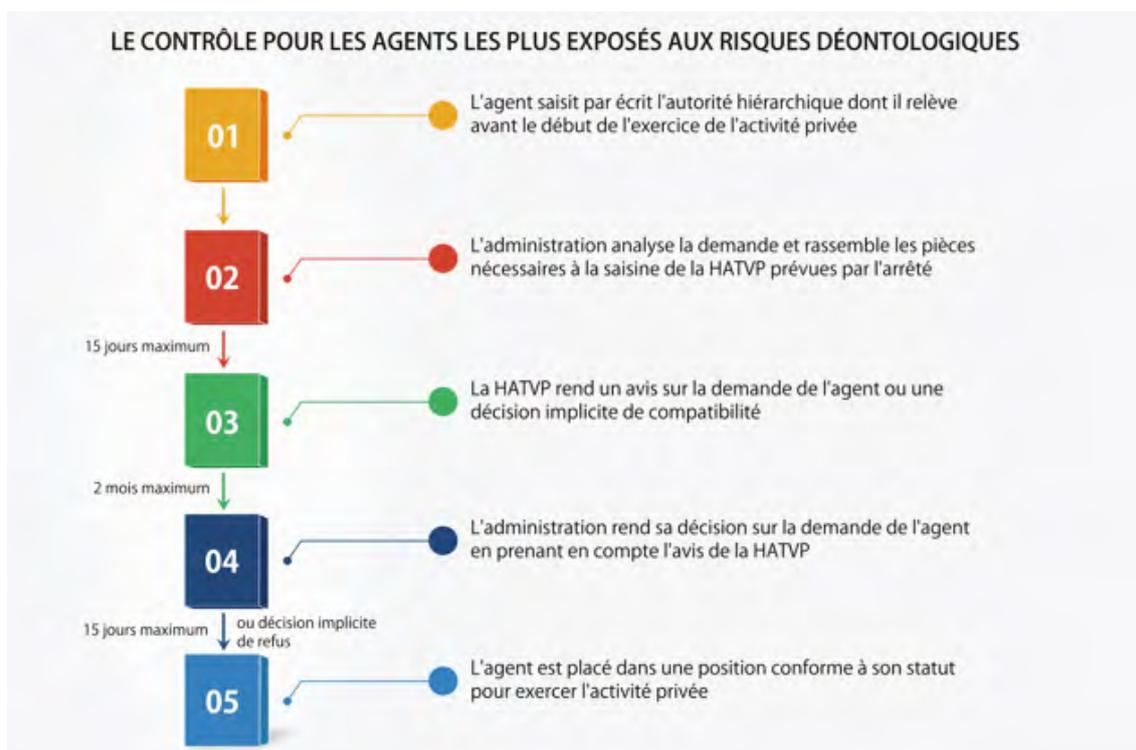 LE CONTRÔLE POUR LES AGENTS LES PLUS EXPOSÉS AUX RISQUES DÉONTOLOGIQUES
01
L'agent saisit par écrit l'autorité hiérarchique dont il relève
avant le début de l'exercice de l'activité privée
02
L'administration analyse la demande et rassemble les pièces
nécessaires à la saisine de la HATVP prévues par l'arrêté
15 jours maximum
03
La HATVP rend un avis sur la demande de l'agent ou une
décision implicite de compatibilité
2 mois maximum
04
L'administration rend sa décision sur la demande de l'agent
en prenant en compte l'avis de la HATVP
15 jours maximum
ou décision implicite
de refus
05
L'agent est placé dans une position conforme à son statut
pour exercer l'activité privée